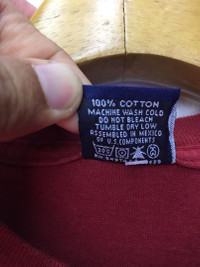 100% COTTON
MACHINE WASH COLD
DO NOT BLEACH
TUMBLE DRY LOW
ASSEMBLED IN MEXICO
OF U.S. COMPONENTS